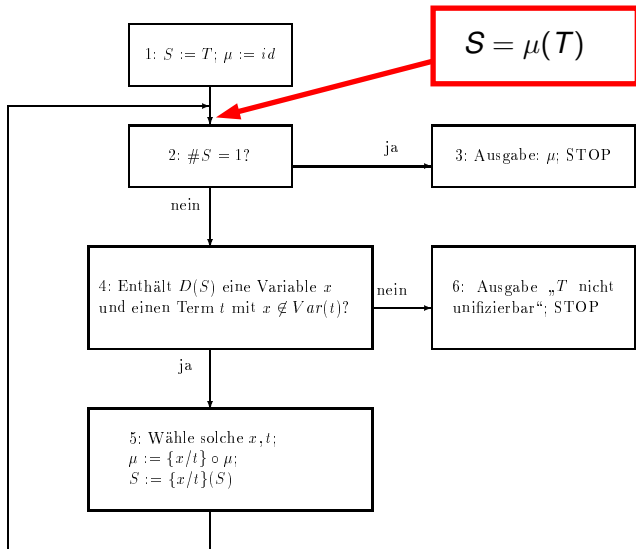 S = μ(T)
1: S := T; μ := id
2: #S = 1?
ja
3: Ausgabe: μ; STOP
nein
4: Enthält D(S) eine Variable x
und einen Term t mit x ∉ Var(t)?
nein
6: Ausgabe „T nicht
unifizierbar“; STOP
ja
5: Wähle solche x, t;
μ := {x/t} ∘ μ;
S := {x/t}(S)